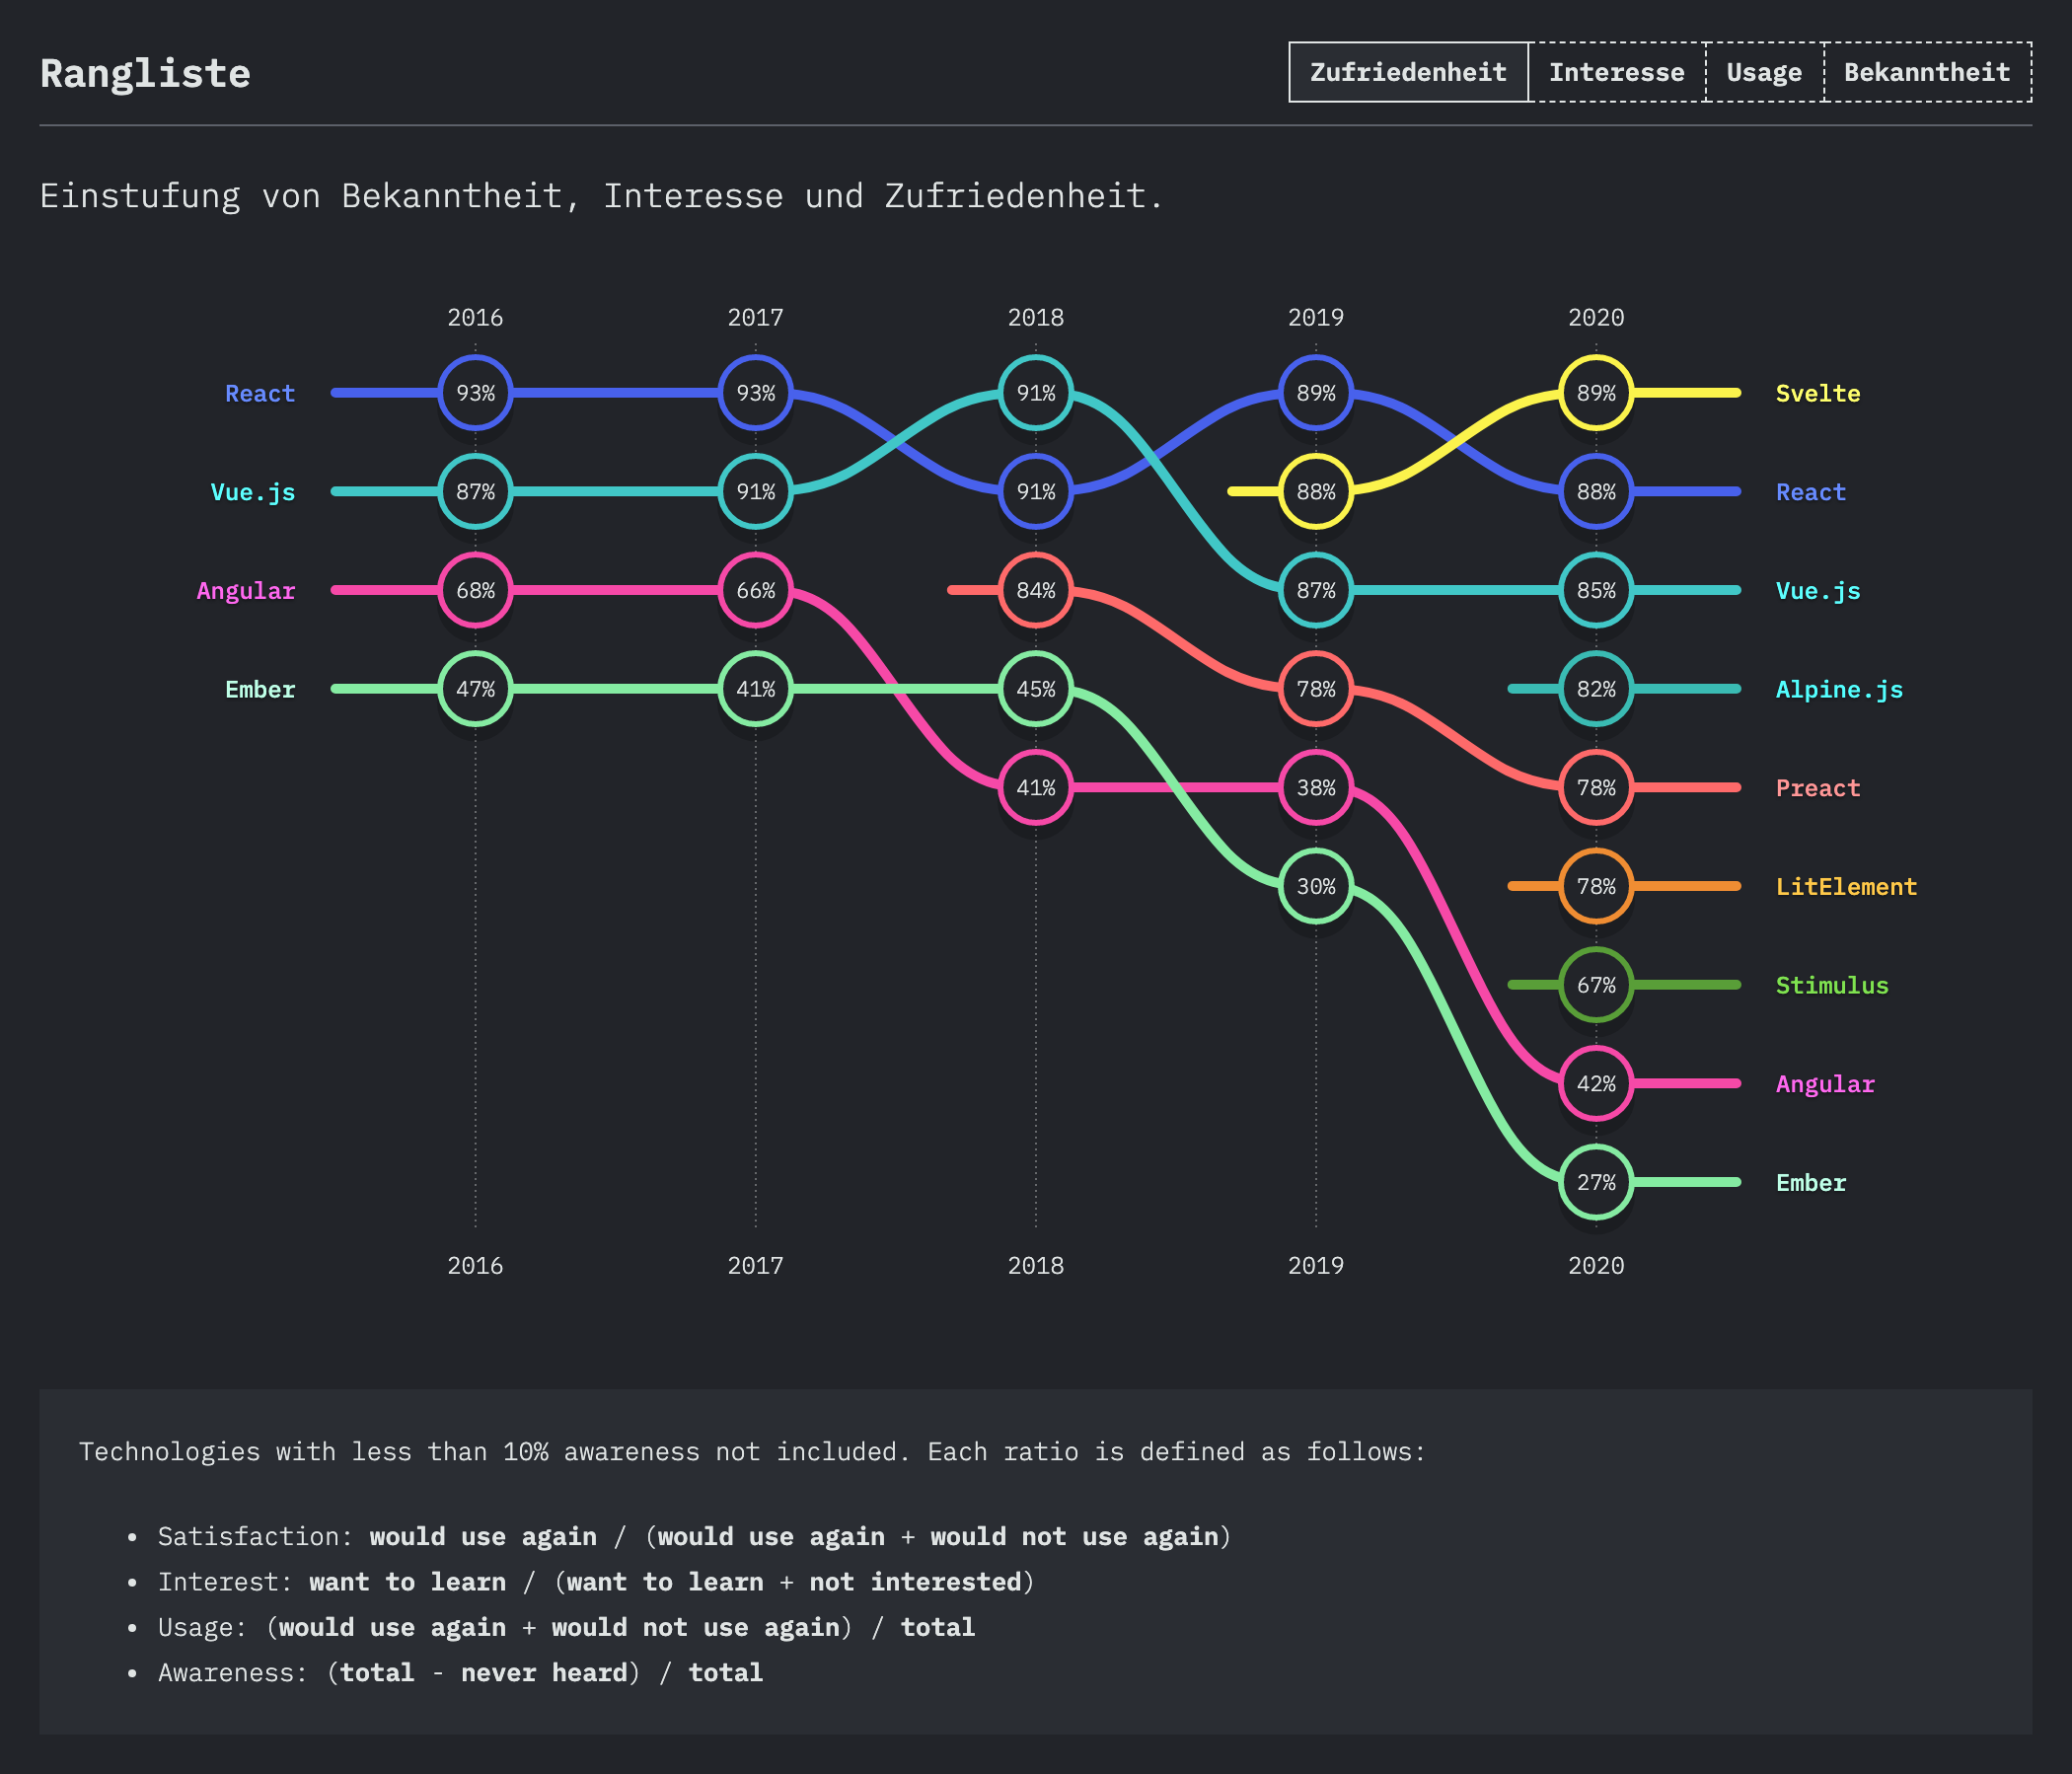 Rangliste
Zufriedenheit Interesse Usage Bekanntheit
Einstufung von Bekanntheit, Interesse und Zufriedenheit.
2016 2017 2018 2019 2020
React 93% 93% 91% 89% 89% Svelte
Vue.js 87% 91% 91% 88% 88% React
Angular 68% 66% 84% 87% 85% Vue.js
Ember 47% 41% 45% 78% 82% Alpine.js
41% 38% 78% Preact
30% 78% LitElement
67% Stimulus
42% Angular
27% Ember
2016 2017 2018 2019 2020
Technologies with less than 10% awareness not included. Each ratio is defined as follows:
• Satisfaction: would use again / (would use again + would not use again)
• Interest: want to learn / (want to learn + not interested)
• Usage: (would use again + would not use again) / total
• Awareness: (total - never heard) / total